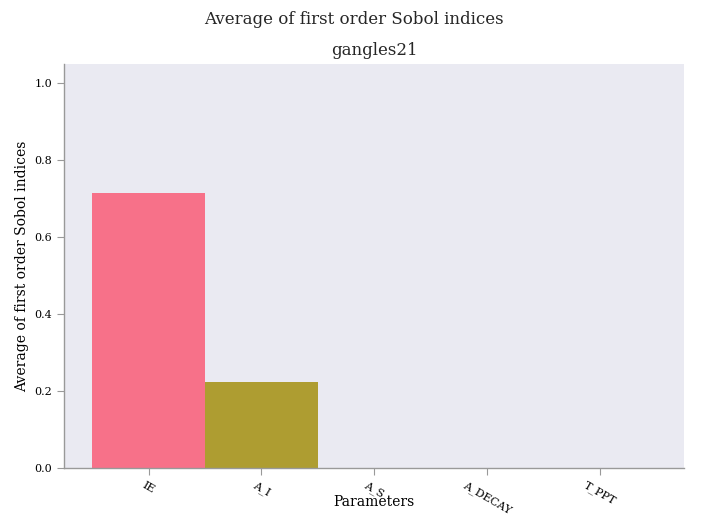 Average of first order Sobol indices
gangles21
Average of first order Sobol indices
1.0
0.8
0.6
0.4
0.2
0.0
IE
A_I
A_S
A_DECAY
T_PPT
Parameters